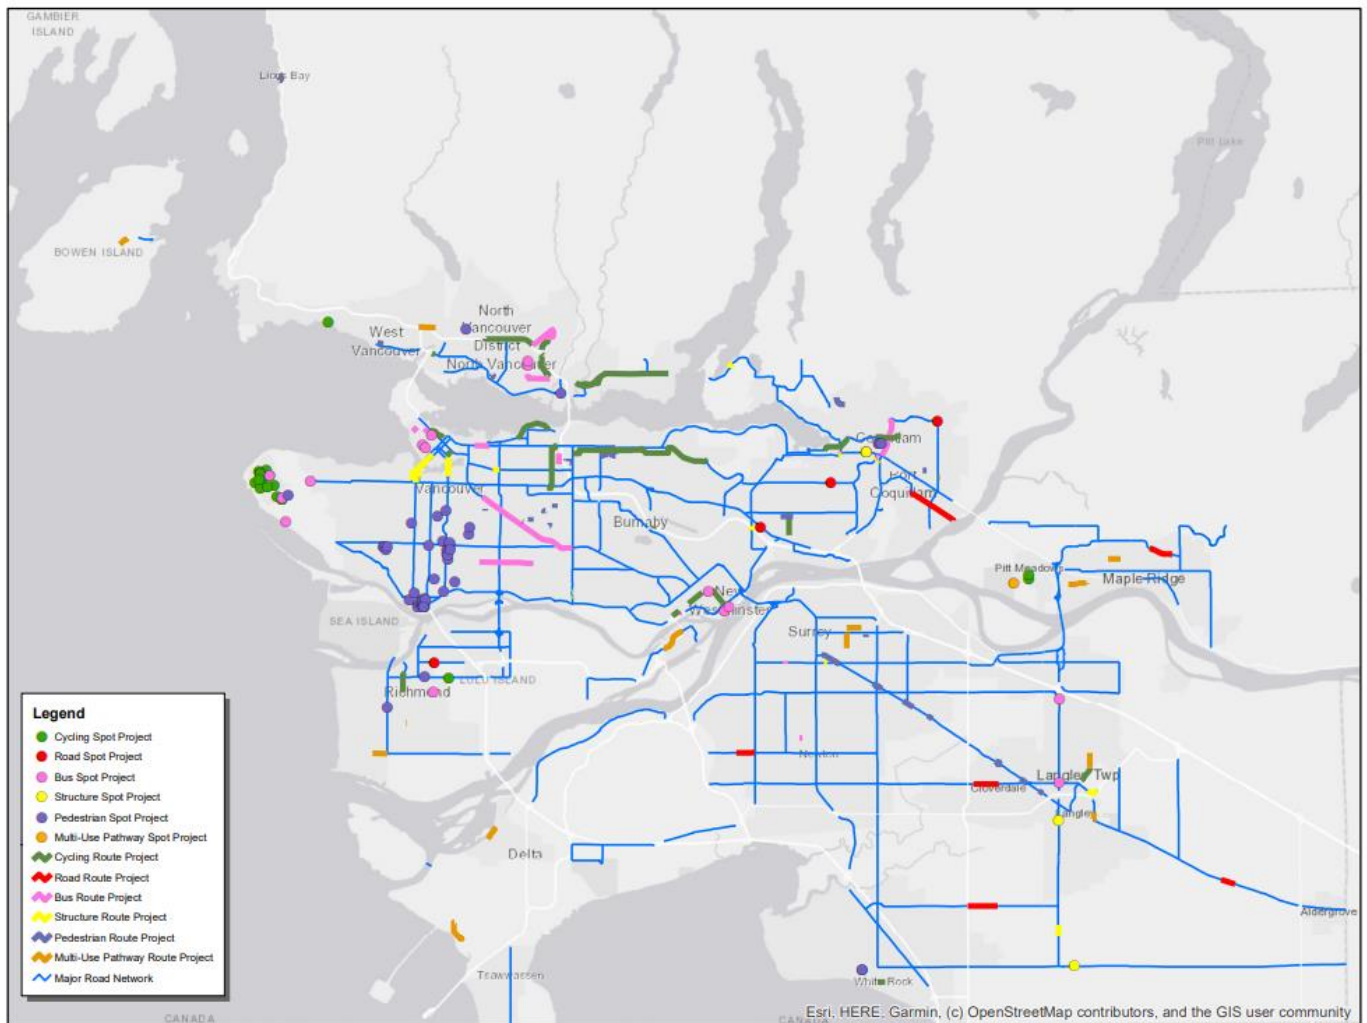 GAMBIER
ISLAND
Lions Bay
Pitt Lake
BOWEN ISLAND
North
Vancouver
District
West
Vancouver
North Vancouver
Coquitlam
Port
Coquitlam
Vancouver
Burnaby
Pitt Meadows
Maple Ridge
New
Westminster
SEA ISLAND
Surrey
LULU ISLAND
Richmond
Newton
Langley Twp
Cloverdale
Langley
Delta
Aldergrove
Tsawwassen
White Rock
CANADA
CANADA
Legend
Cycling Spot Project
Road Spot Project
Bus Spot Project
Structure Spot Project
Pedestrian Spot Project
Multi-Use Pathway Spot Project
Cycling Route Project
Road Route Project
Bus Route Project
Structure Route Project
Pedestrian Route Project
Multi-Use Pathway Route Project
Major Road Network
Esri, HERE, Garmin, (c) OpenStreetMap contributors, and the GIS user community